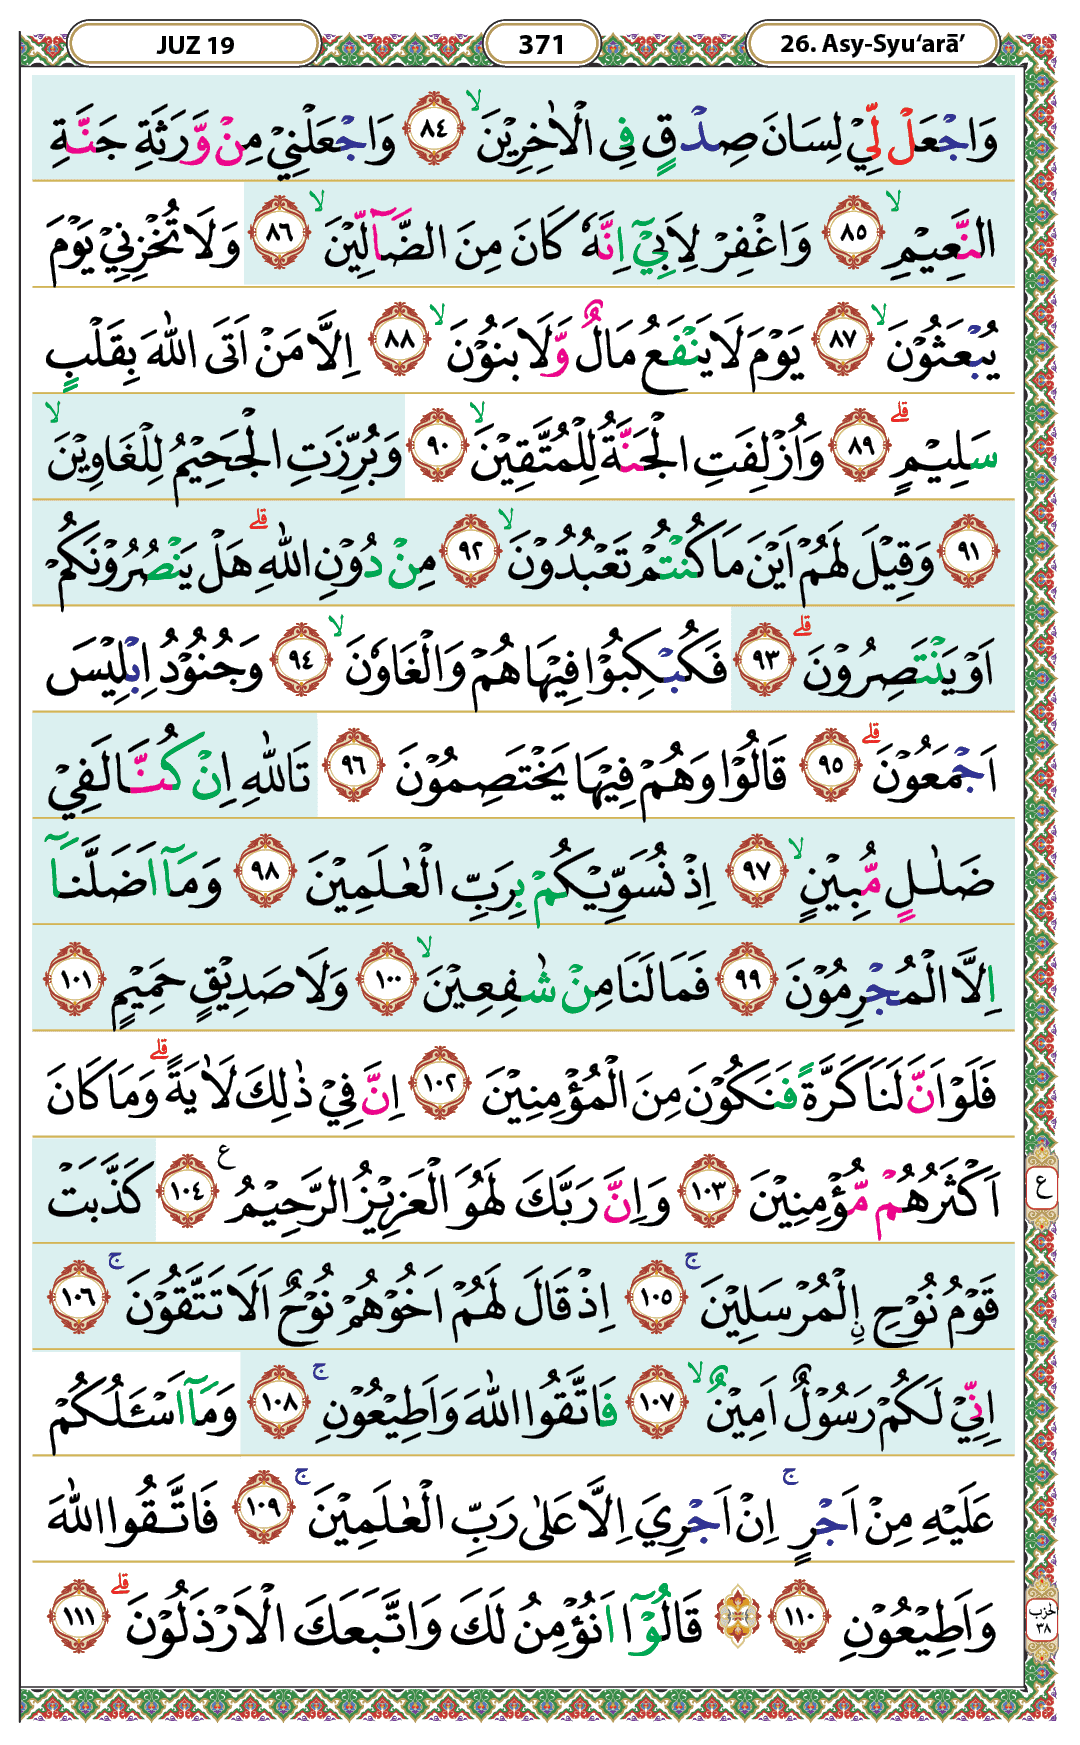 JUZ 19
371
26. Asy-Syu‘arā’
وَاجْعَلْ لِّيْ لِسَانَ صِدْقٍ فِى الْاٰخِرِيْنَ ۙ ٨٤ وَاجْعَلْنِيْ مِنْ وَّرَثَةِ جَنَّةِ
النَّعِيْمِ ۙ ٨٥ وَاغْفِرْ لِاَبِيْٓ اِنَّهٗ كَانَ مِنَ الضَّاۤلِّيْنَ ۙ ٨٦ وَلَا تُخْزِنِيْ يَوْمَ
يُبْعَثُوْنَ ۙ ٨٧ يَوْمَ لَا يَنْفَعُ مَالٌ وَّلَا بَنُوْنَ ۙ ٨٨ اِلَّا مَنْ اَتَى اللّٰهَ بِقَلْبٍ
سَلِيْمٍ ۗ ٨٩ وَاُزْلِفَتِ الْجَنَّةُ لِلْمُتَّقِيْنَ ۙ ٩٠ وَبُرِّزَتِ الْجَحِيْمُ لِلْغَاوِيْنَ ۙ
٩١ وَقِيْلَ لَهُمْ اَيْنَ مَا كُنْتُمْ تَعْبُدُوْنَ ۙ ٩٢ مِنْ دُوْنِ اللّٰهِ ۗ هَلْ يَنْصُرُوْنَكُمْ
اَوْ يَنْتَصِرُوْنَ ۗ ٩٣ فَكُبْكِبُوْا فِيْهَا هُمْ وَالْغَاوٗنَ ۙ ٩٤ وَجُنُوْدُ اِبْلِيْسَ
اَجْمَعُوْنَ ۗ ٩٥ قَالُوْا وَهُمْ فِيْهَا يَخْتَصِمُوْنَ ٩٦ تَاللّٰهِ اِنْ كُنَّا لَفِيْ
ضَلٰلٍ مُّبِيْنٍ ۙ ٩٧ اِذْ نُسَوِّيْكُمْ بِرَبِّ الْعٰلَمِيْنَ ٩٨ وَمَآ اَضَلَّنَآ
اِلَّا الْمُجْرِمُوْنَ ٩٩ فَمَا لَنَا مِنْ شٰفِعِيْنَ ۙ ١٠٠ وَلَا صَدِيْقٍ حَمِيْمٍ ١٠١
فَلَوْ اَنَّ لَنَا كَرَّةً فَنَكُوْنَ مِنَ الْمُؤْمِنِيْنَ ١٠٢ اِنَّ فِيْ ذٰلِكَ لَاٰيَةً ۗ وَمَا كَانَ
اَكْثَرُهُمْ مُّؤْمِنِيْنَ ١٠٣ وَاِنَّ رَبَّكَ لَهُوَ الْعَزِيْزُ الرَّحِيْمُ ࣖ ١٠٤ كَذَّبَتْ
ع
قَوْمُ نُوْحِ ِۨالْمُرْسَلِيْنَ ۚ ١٠٥ اِذْ قَالَ لَهُمْ اَخُوْهُمْ نُوْحٌ اَلَا تَتَّقُوْنَ ۚ ١٠٦
اِنِّيْ لَكُمْ رَسُوْلٌ اَمِيْنٌ ۙ ١٠٧ فَاتَّقُوا اللّٰهَ وَاَطِيْعُوْنِ ۚ ١٠٨ وَمَآ اَسْـَٔلُكُمْ
عَلَيْهِ مِنْ اَجْرٍ ۚ اِنْ اَجْرِيَ اِلَّا عَلٰى رَبِّ الْعٰلَمِيْنَ ۚ ١٠٩ فَاتَّقُوا اللّٰهَ
وَاَطِيْعُوْنِ ١١٠ ۞ قَالُوْٓا اَنُؤْمِنُ لَكَ وَاتَّبَعَكَ الْاَرْذَلُوْنَ ۗ ١١١
حزب
٣٨